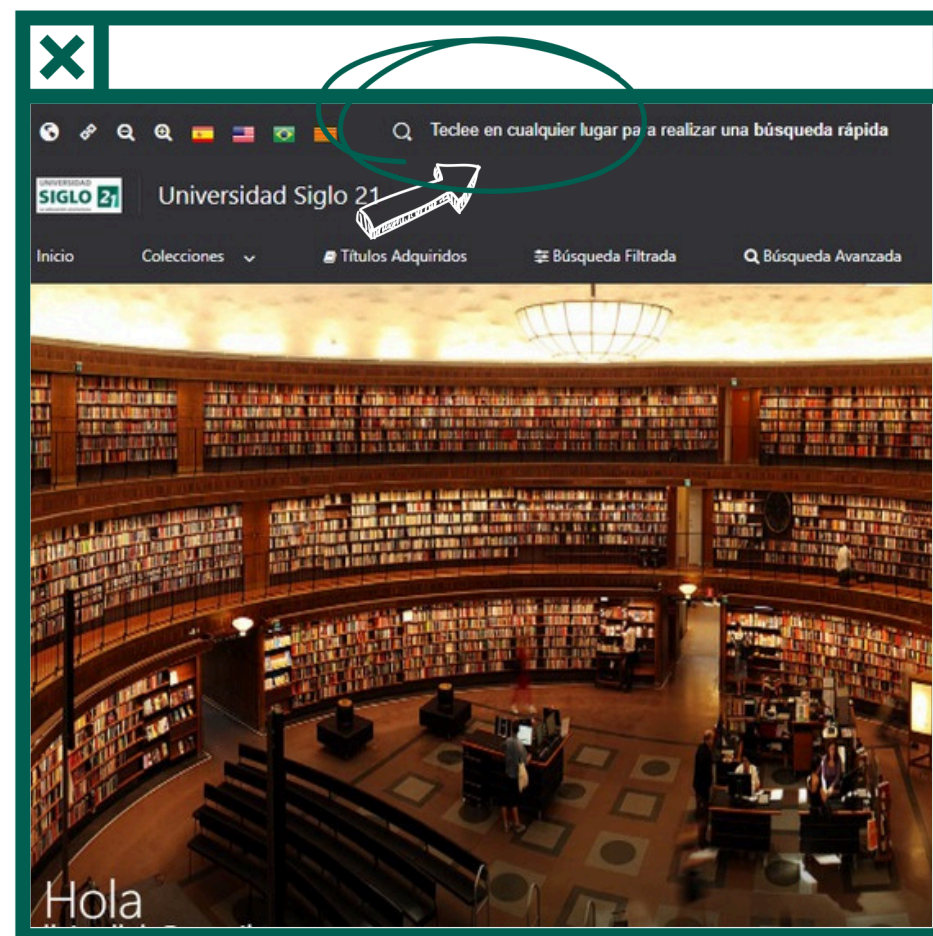 Teclee en cualquier lugar para realizar una búsqueda rápida
UNIVERSIDAD
SIGLO 21
Universidad Siglo 21
Inicio
Colecciones
Títulos Adquiridos
Búsqueda Filtrada
Búsqueda Avanzada
Hola